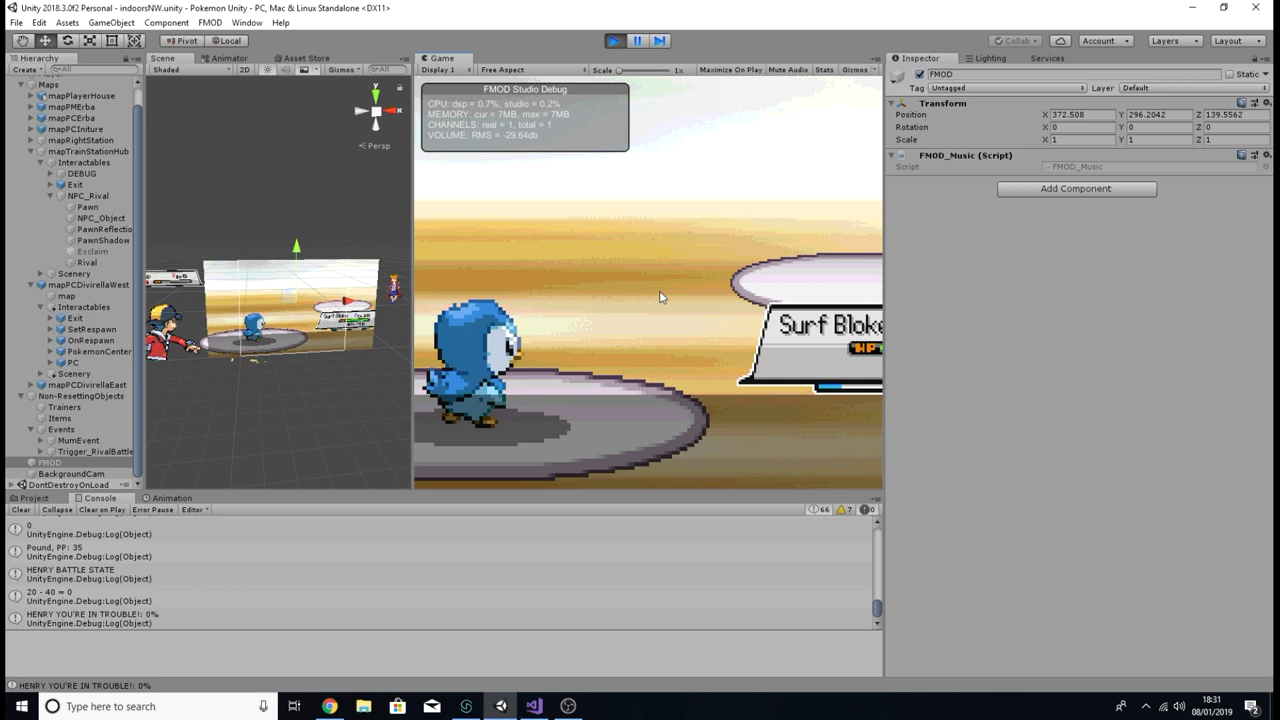 Unity 2018.3.0f2 Personal - indoorsNW.unity - Pokemon Unity - PC, Mac & Linux Standalone <DX11>
File Edit Assets GameObject Component FMOD Window Help
Pivot Local Collab Account Layers Layout
Hierarchy
Create All
Maps
mapPlayerHouse
mapPMErba
mapPCErba
mapPCIniture
mapRightStation
mapTrainStationHub
Interactables
DEBUG
Exit
NPC_Rival
Pawn
NPC_Object
PawnReflectio
PawnShadow
Exclaim
Rival
Scenery
mapPCDivirellaWest
map
Interactables
Exit
SetRespawn
OnRespawn
PokemonCenter
PC
Scenery
mapPCDivirellaEast
Non-ResettingObjects
Trainers
Items
Events
MumEvent
Trigger_RivalBattle
FMOD
BackgroundCam
DontDestroyOnLoad
Scene Animator Asset Store
Shaded 2D Gizmos All
y
x
Persp
Game
Display 1 Free Aspect Scale 1x Maximize On Play Mute Audio Stats Gizmos
FMOD Studio Debug
CPU: dsp = 0.7%, studio = 0.2%
MEMORY: cur = 7MB, max = 7MB
CHANNELS: real = 1, total = 1
VOLUME: RMS = -29.64db
Surf Bloke
HP
Inspector Lighting Services
FMOD Static
Tag Untagged Layer Default
Transform
Position X 372.508 Y 296.2042 Z 139.5562
Rotation X 0 Y 0 Z 0
Scale X 1 Y 1 Z 1
FMOD_Music (Script)
Script FMOD_Music
Add Component
Project Console Animation
Clear Collapse Clear on Play Error Pause Editor 66 7 0
0
UnityEngine.Debug:Log(Object)
Pound, PP: 35
UnityEngine.Debug:Log(Object)
HENRY BATTLE STATE
UnityEngine.Debug:Log(Object)
20 - 40 = 0
UnityEngine.Debug:Log(Object)
HENRY YOU'RE IN TROUBLE!: 0%
UnityEngine.Debug:Log(Object)
HENRY YOU'RE IN TROUBLE!: 0%
Type here to search
18:31
08/01/2019
2